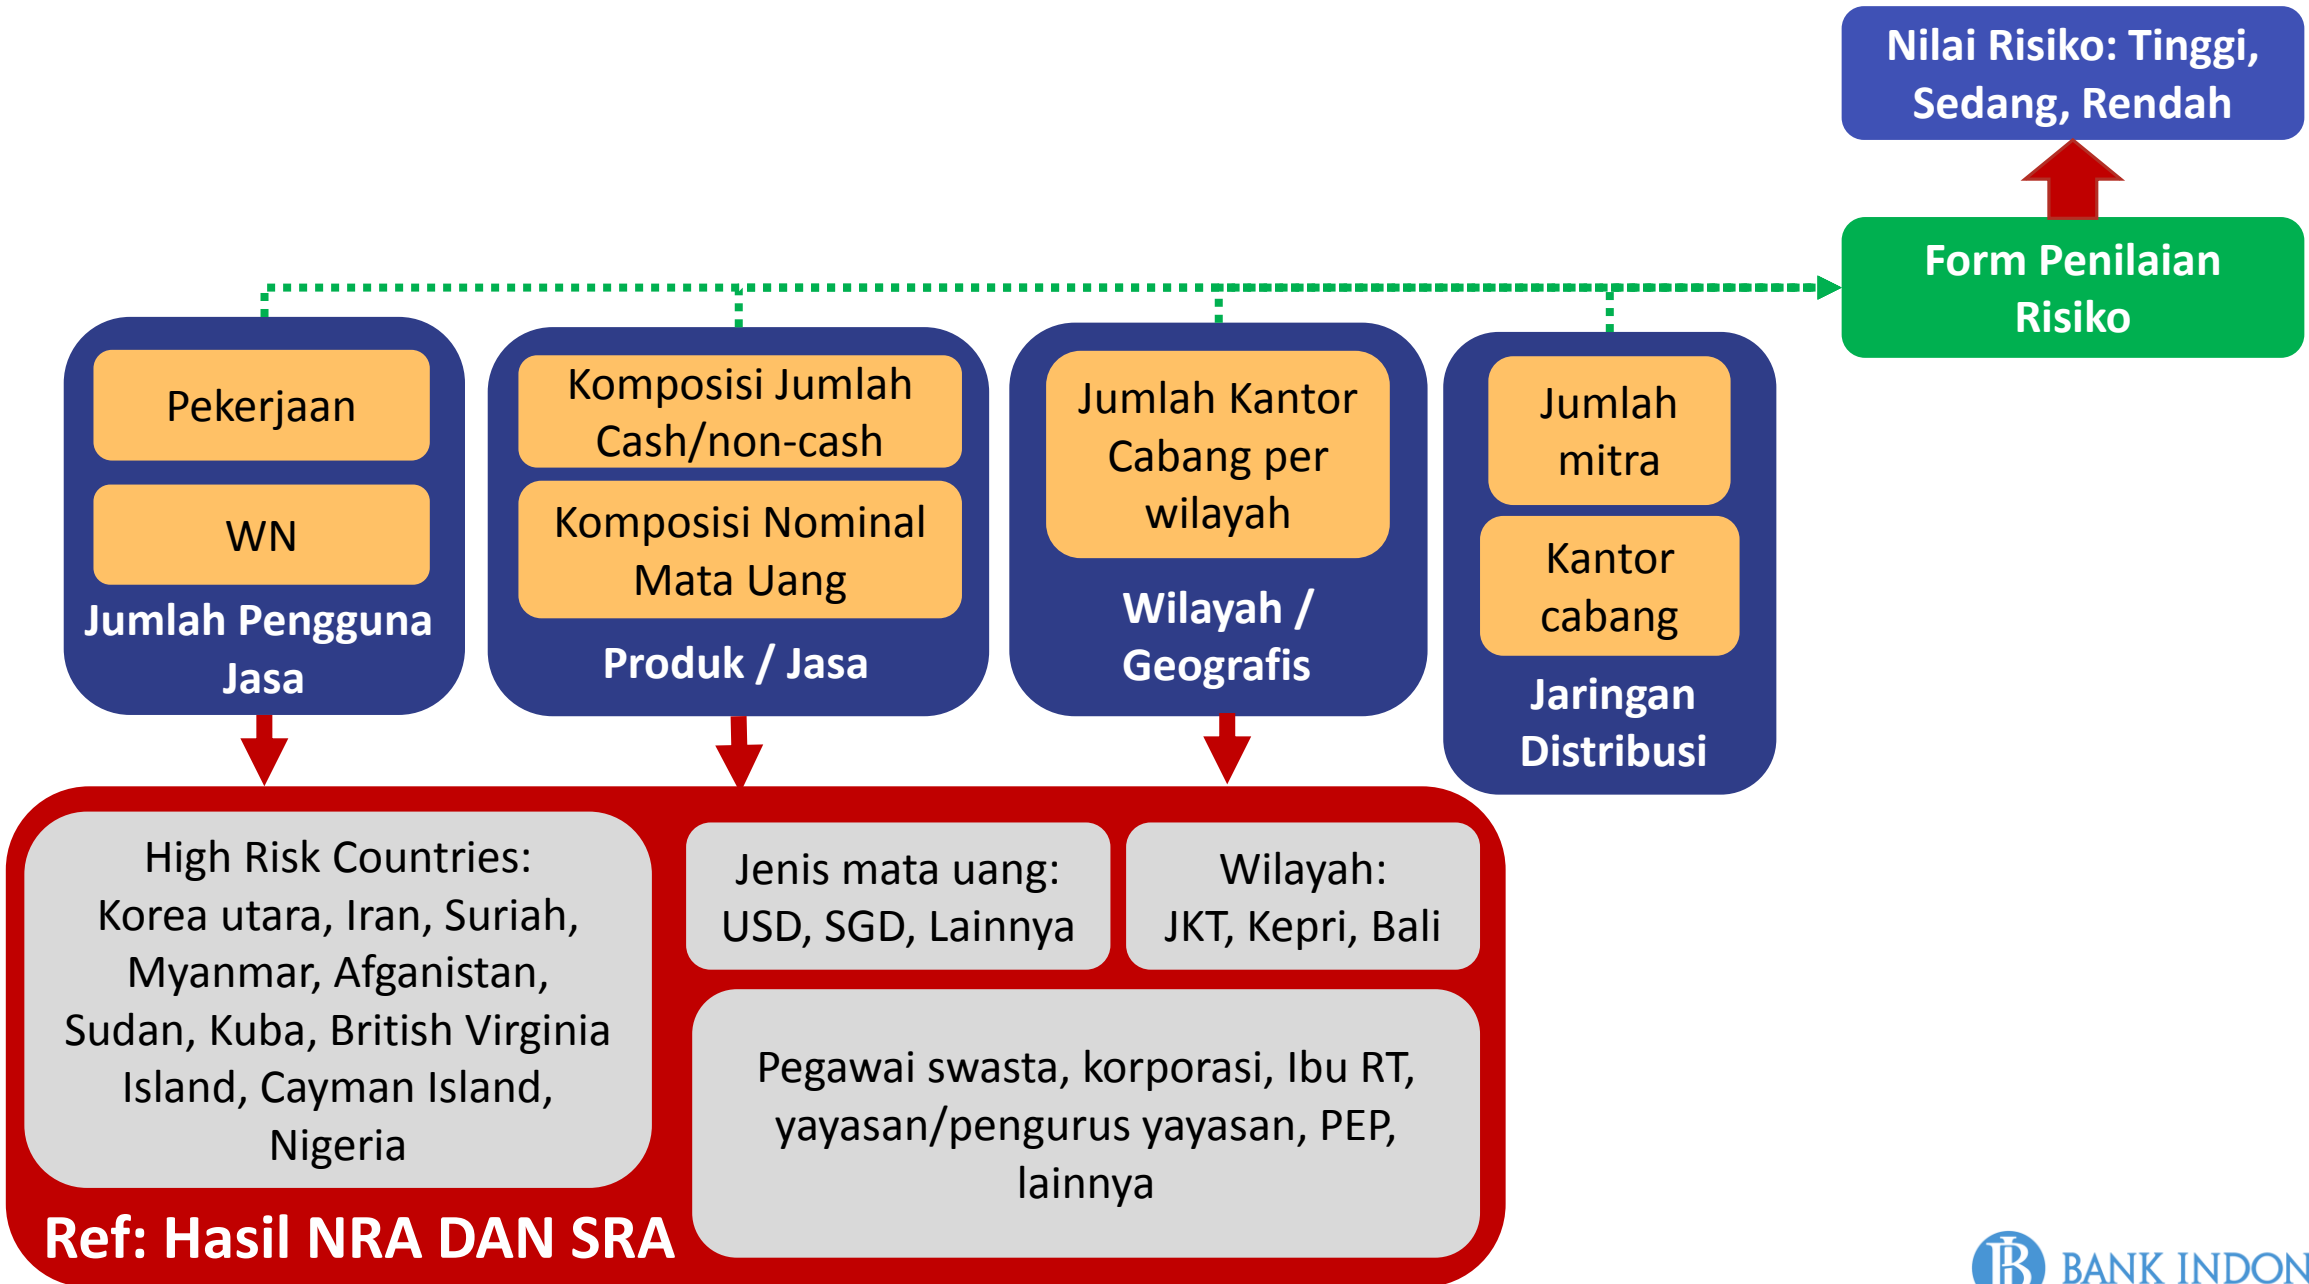 Nilai Risiko: Tinggi,
Sedang, Rendah
Form Penilaian
Risiko
Pekerjaan
WN
Jumlah Pengguna
Jasa
Komposisi Jumlah
Cash/non-cash
Komposisi Nominal
Mata Uang
Produk / Jasa
Jumlah Kantor
Cabang per
wilayah
Wilayah /
Geografis
Jumlah
mitra
Kantor
cabang
Jaringan
Distribusi
High Risk Countries:
Korea utara, Iran, Suriah,
Myanmar, Afganistan,
Sudan, Kuba, British Virginia
Island, Cayman Island,
Nigeria
Jenis mata uang:
USD, SGD, Lainnya
Wilayah:
JKT, Kepri, Bali
Pegawai swasta, korporasi, Ibu RT,
yayasan/pengurus yayasan, PEP,
lainnya
Ref: Hasil NRA DAN SRA
BANK INDON